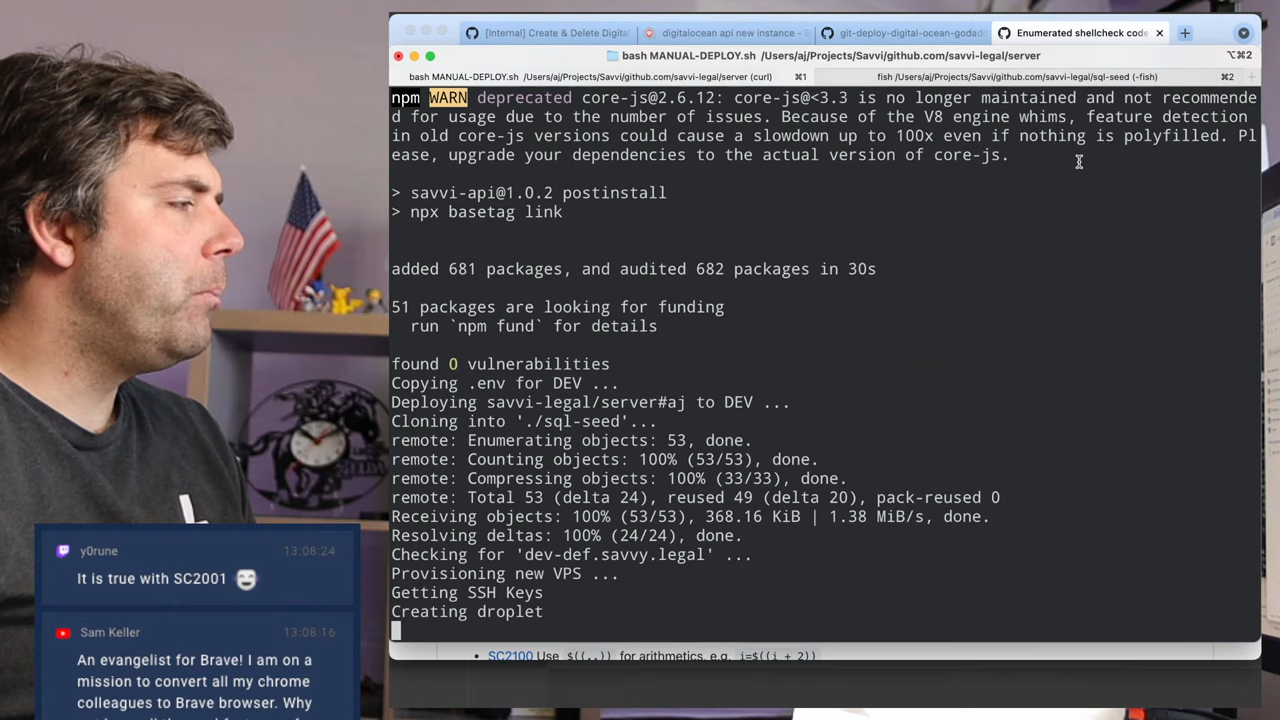 [Internal] Create & Delete Digital
digitalocean api new instance - B
git-deploy-digital-ocean-godadd
Enumerated shellcheck code
bash MANUAL-DEPLOY.sh /Users/aj/Projects/Savvi/github.com/savvi-legal/server
⌥⌘2
bash MANUAL-DEPLOY.sh /Users/aj/Projects/Savvi/github.com/savvi-legal/server (curl)
⌘1
fish /Users/aj/Projects/Savvi/github.com/savvi-legal/sql-seed (-fish)
⌘2
npm WARN deprecated core-js@2.6.12: core-js@<3.3 is no longer maintained and not recommende
d for usage due to the number of issues. Because of the V8 engine whims, feature detection
in old core-js versions could cause a slowdown up to 100x even if nothing is polyfilled. Pl
ease, upgrade your dependencies to the actual version of core-js.
> savvi-api@1.0.2 postinstall
> npx basetag link
added 681 packages, and audited 682 packages in 30s
51 packages are looking for funding
run `npm fund` for details
found 0 vulnerabilities
Copying .env for DEV ...
Deploying savvi-legal/server#aj to DEV ...
Cloning into './sql-seed'...
remote: Enumerating objects: 53, done.
remote: Counting objects: 100% (53/53), done.
remote: Compressing objects: 100% (33/33), done.
remote: Total 53 (delta 24), reused 49 (delta 20), pack-reused 0
Receiving objects: 100% (53/53), 368.16 KiB | 1.38 MiB/s, done.
Resolving deltas: 100% (24/24), done.
Checking for 'dev-def.savvy.legal' ...
Provisioning new VPS ...
Getting SSH Keys
Creating droplet
SC2100 Use $((..)) for arithmetics, e.g. i=$((i + 2))
y0rune 13:08:24
It is true with SC2001
Sam Keller 13:08:16
An evangelist for Brave! I am on a
mission to convert all my chrome
colleagues to Brave browser. Why